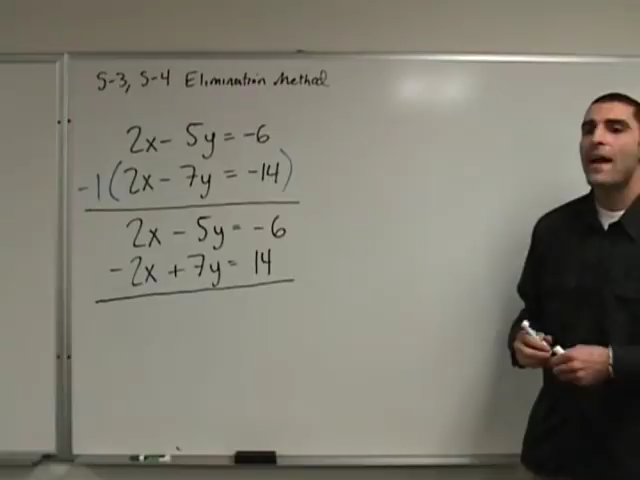 5-3, 5-4 Elimination Method
2x - 5y = -6
-1(2x - 7y = -14)
2x - 5y = -6
-2x + 7y = 14